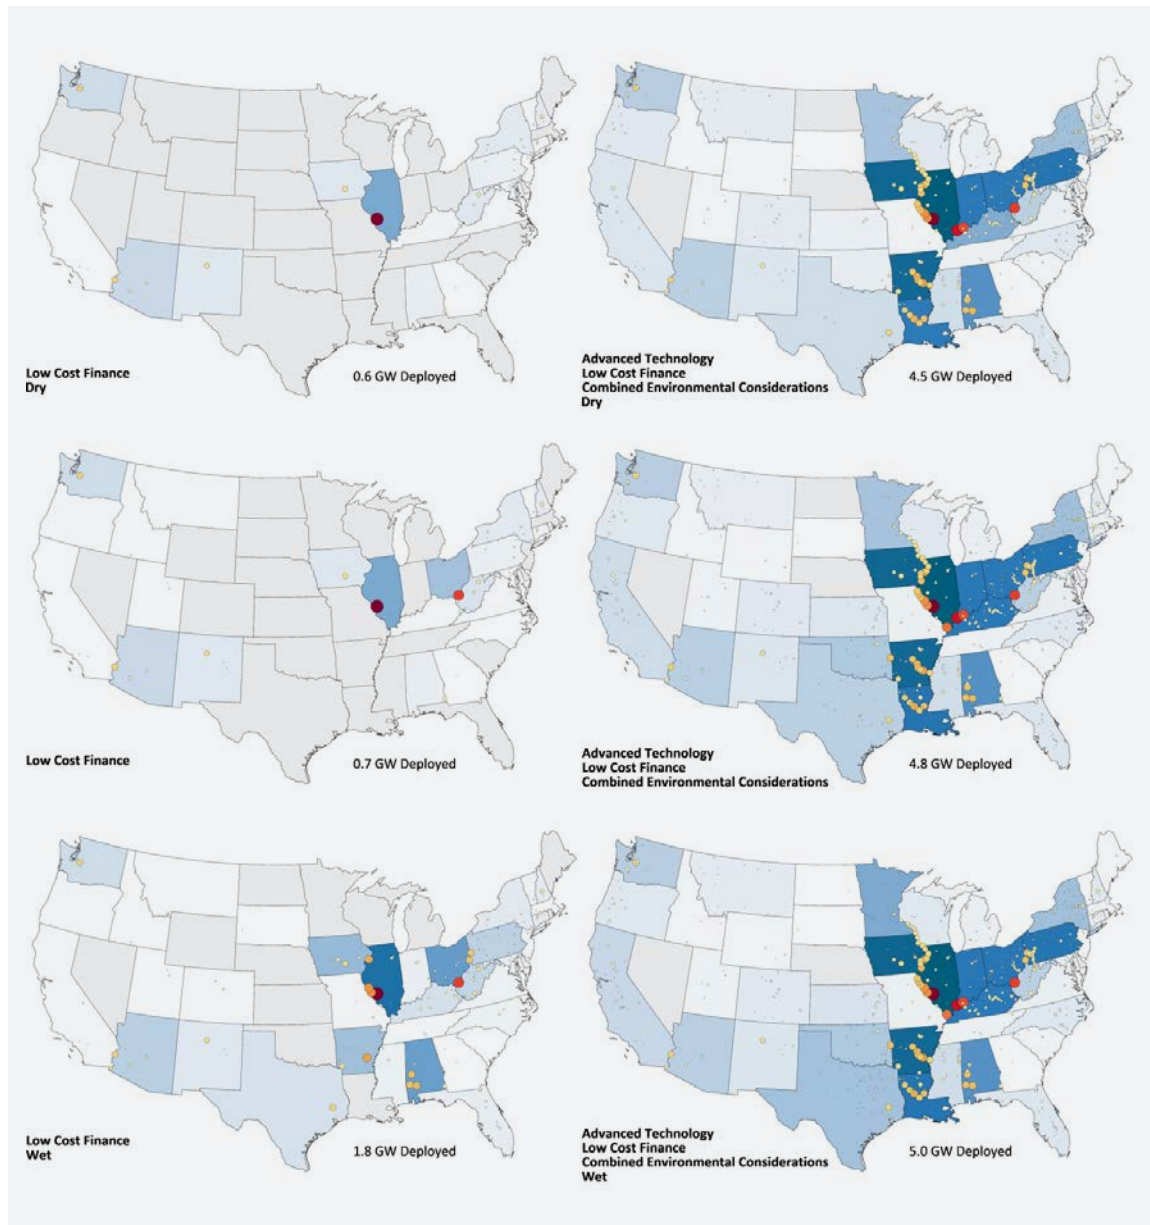 Low Cost Finance
Dry
0.6 GW Deployed
Advanced Technology
Low Cost Finance
Combined Environmental Considerations
Dry
4.5 GW Deployed
Low Cost Finance
0.7 GW Deployed
Advanced Technology
Low Cost Finance
Combined Environmental Considerations
4.8 GW Deployed
Low Cost Finance
Wet
1.8 GW Deployed
Advanced Technology
Low Cost Finance
Combined Environmental Considerations
Wet
5.0 GW Deployed